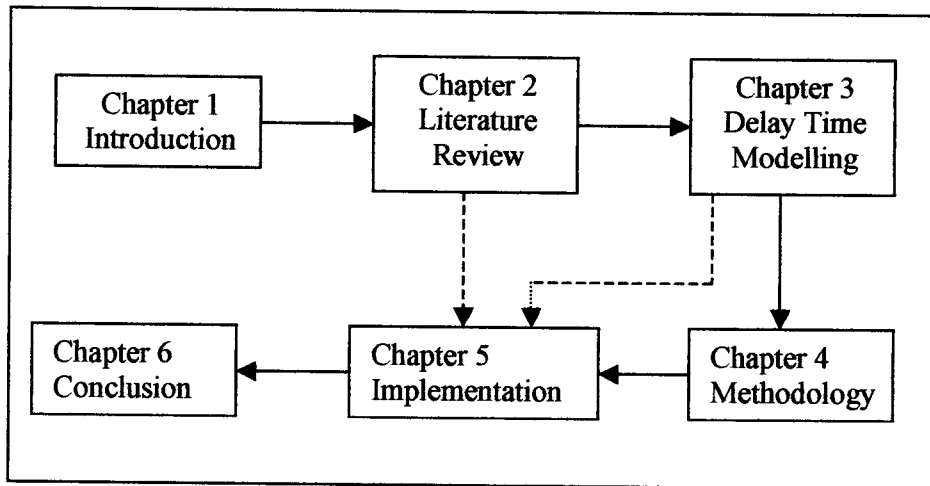 Chapter 1
Introduction
Chapter 2
Literature
Review
Chapter 3
Delay Time
Modelling
Chapter 6
Conclusion
Chapter 5
Implementation
Chapter 4
Methodology